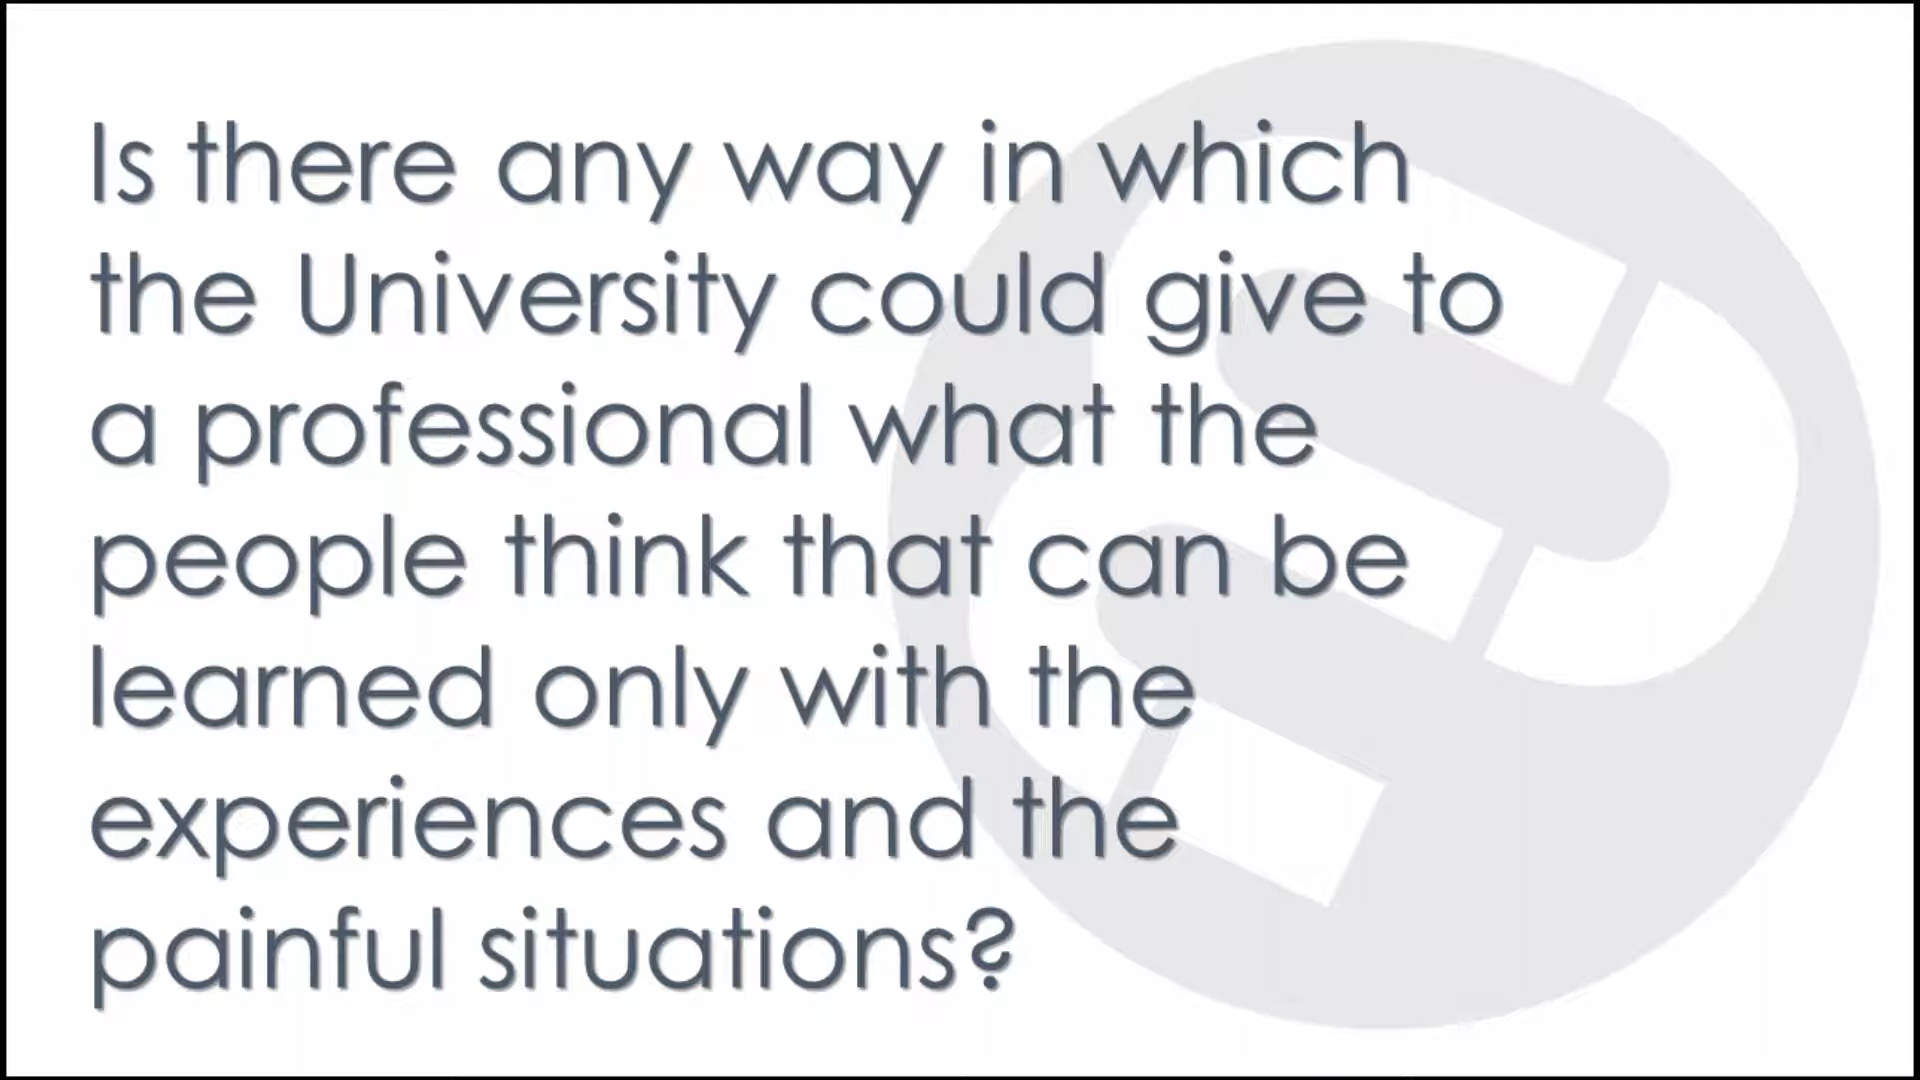 Is there any way in which
the University could give to
a professional what the
people think that can be
learned only with the
experiences and the
painful situations?